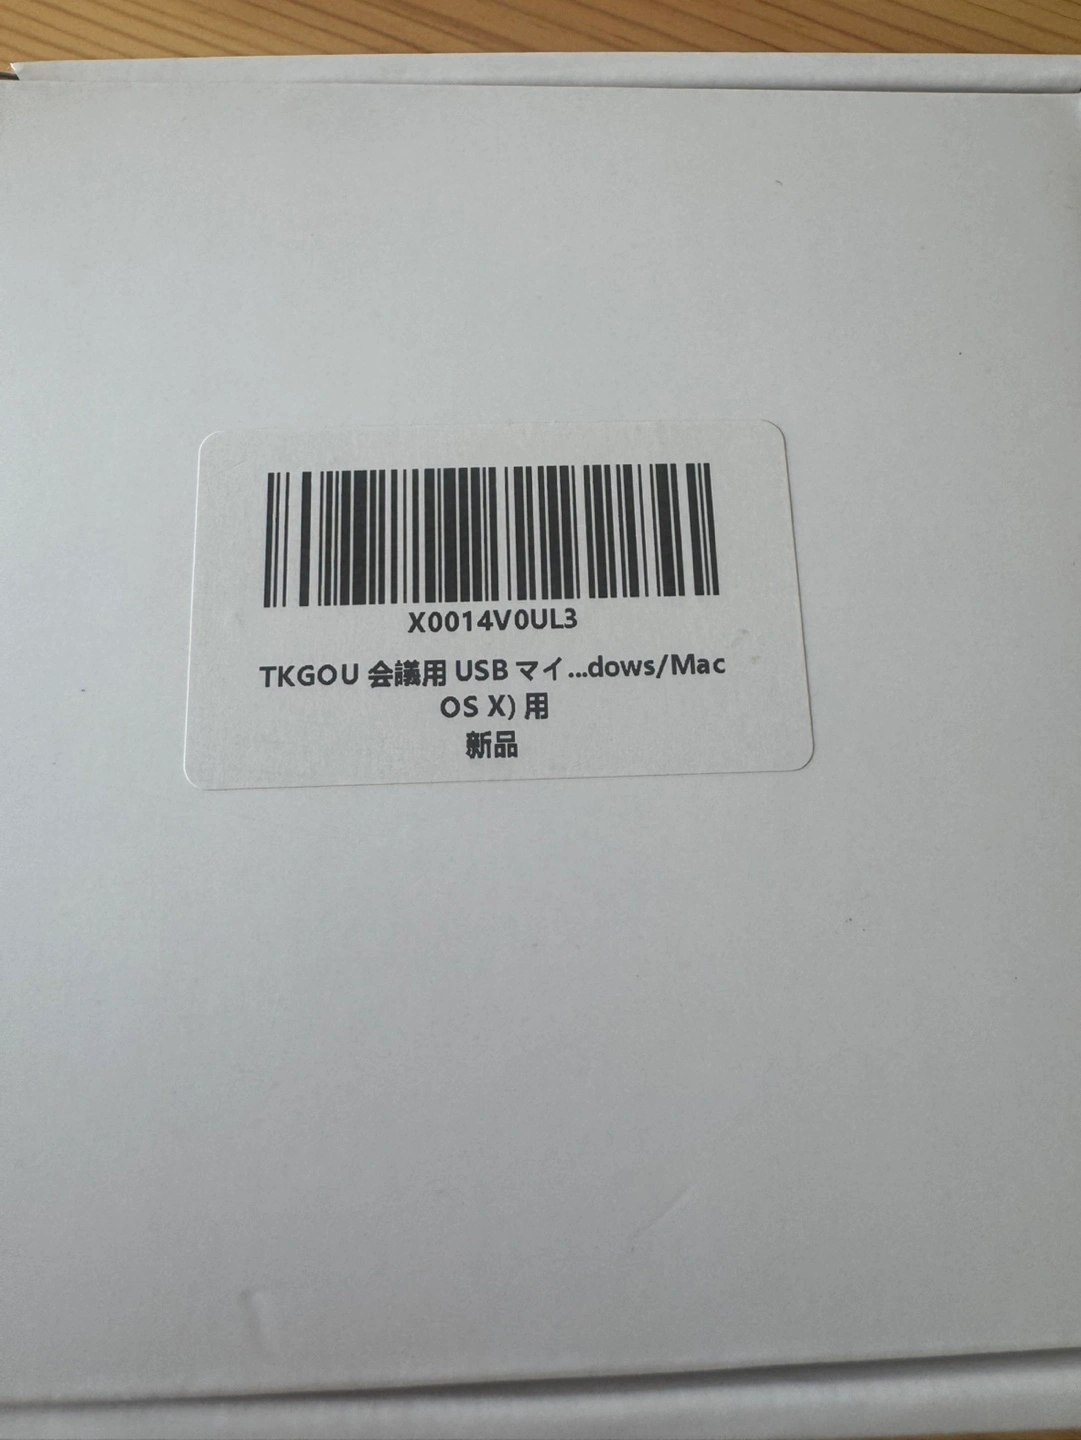 X0014V0UL3
TKGOU 会議用 USB マイ...dows/Mac
OS X) 用
新品